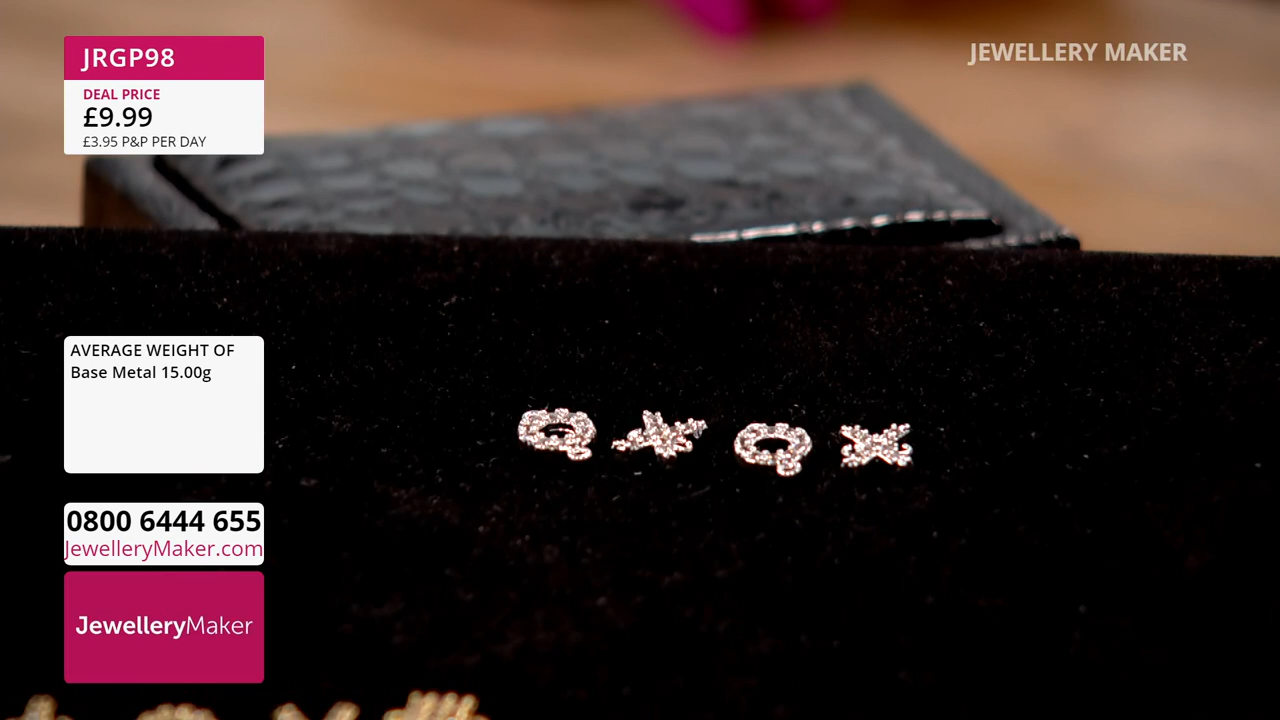 JRGP98
DEAL PRICE
£9.99
£3.95 P&P PER DAY
JEWELLERY MAKER
AVERAGE WEIGHT OF
Base Metal 15.00g
0800 6444 655
JewelleryMaker.com
JewelleryMaker